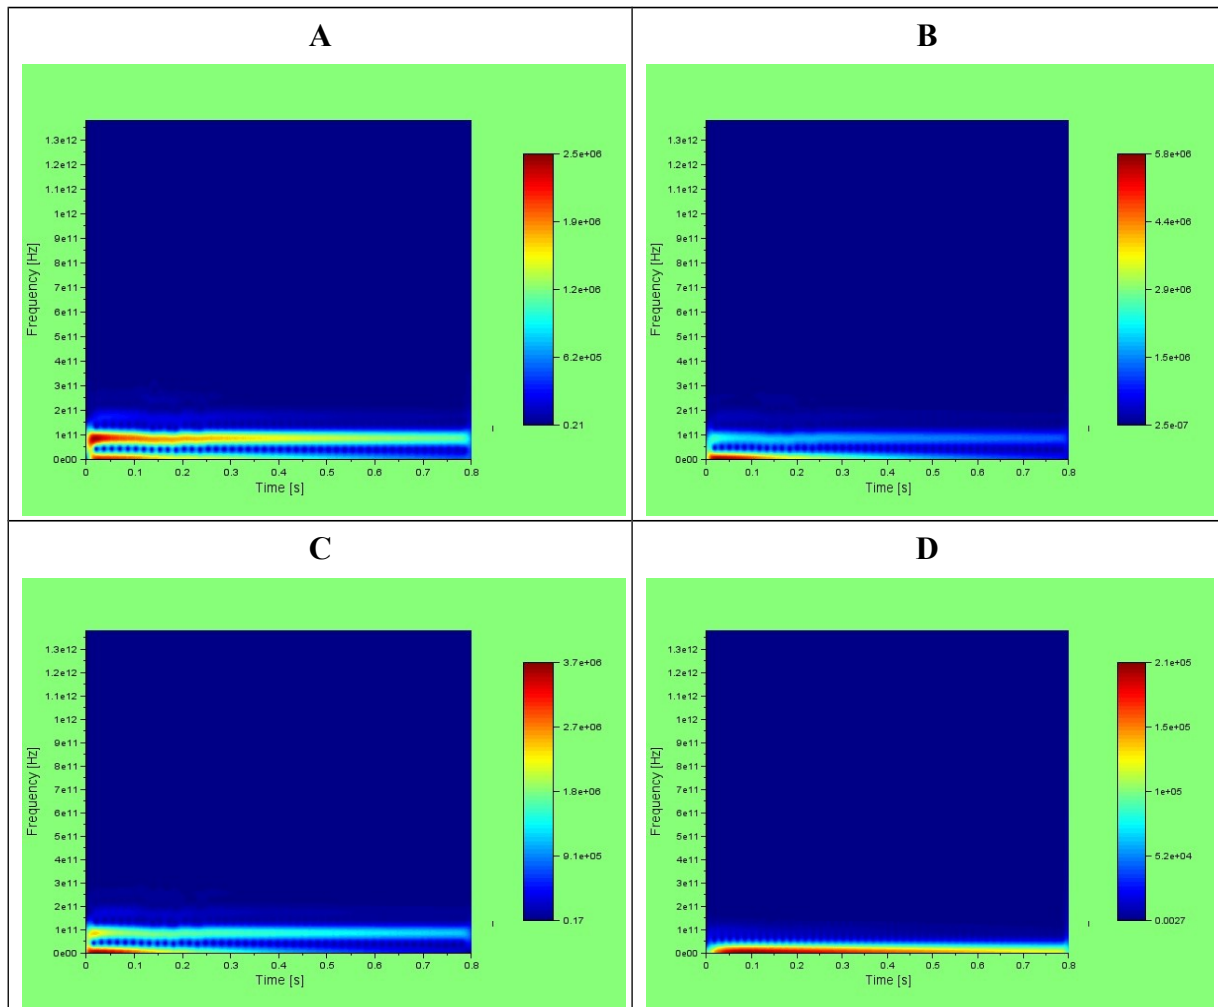 A
1.3e12
1.2e12
1.1e12
1e12
9e11
8e11
7e11
6e11
5e11
4e11
3e11
2e11
1e11
0e00
Frequency [Hz]
0 0.1 0.2 0.3 0.4 0.5 0.6 0.7 0.8
Time [s]
2.5e+06
1.9e+06
1.2e+06
6.2e+05
0.21
B
1.3e12
1.2e12
1.1e12
1e12
9e11
8e11
7e11
6e11
5e11
4e11
3e11
2e11
1e11
0e00
Frequency [Hz]
0 0.1 0.2 0.3 0.4 0.5 0.6 0.7 0.8
Time [s]
5.8e+06
4.4e+06
2.9e+06
1.5e+06
2.5e-07
C
1.3e12
1.2e12
1.1e12
1e12
9e11
8e11
7e11
6e11
5e11
4e11
3e11
2e11
1e11
0e00
Frequency [Hz]
0 0.1 0.2 0.3 0.4 0.5 0.6 0.7 0.8
Time [s]
3.7e+06
2.7e+06
1.8e+06
9.1e+05
0.17
D
1.3e12
1.2e12
1.1e12
1e12
9e11
8e11
7e11
6e11
5e11
4e11
3e11
2e11
1e11
0e00
Frequency [Hz]
0 0.1 0.2 0.3 0.4 0.5 0.6 0.7 0.8
Time [s]
2.1e+05
1.5e+05
1e+05
5.2e+04
0.0027